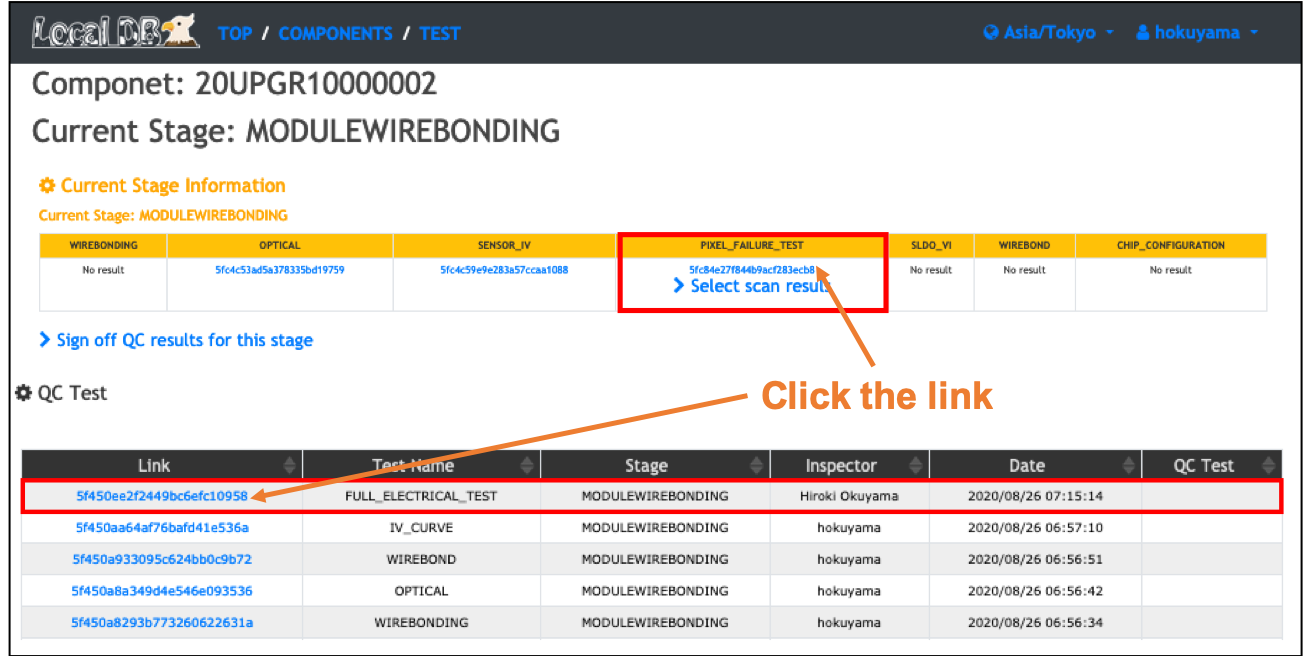 Local DB TOP / COMPONENTS / TEST Asia/Tokyo hokuyama
Componet: 20UPGR10000002
Current Stage: MODULEWIREBONDING
Current Stage Information
Current Stage: MODULEWIREBONDING
WIREBONDING OPTICAL SENSOR_IV PIXEL_FAILURE_TEST SLDO_VI WIREBOND CHIP_CONFIGURATION
No result 5fc4c53ad5a378335bd19759 5fc4c59e9e283a57ccaa1088 5fc84e27f844b9acf283ecb8 No result No result No result
Select scan result
Sign off QC results for this stage
QC Test
Click the link
Link Test Name Stage Inspector Date QC Test
5f450ee2f2449bc6efc10958 FULL_ELECTRICAL_TEST MODULEWIREBONDING Hiroki Okuyama 2020/08/26 07:15:14
5f450aa64af76bafd41e536a IV_CURVE MODULEWIREBONDING hokuyama 2020/08/26 06:57:10
5f450a933095c624bb0c9b72 WIREBOND MODULEWIREBONDING hokuyama 2020/08/26 06:56:51
5f450a8a349d4e546e093536 OPTICAL MODULEWIREBONDING hokuyama 2020/08/26 06:56:42
5f450a8293b773260622631a WIREBONDING MODULEWIREBONDING hokuyama 2020/08/26 06:56:34